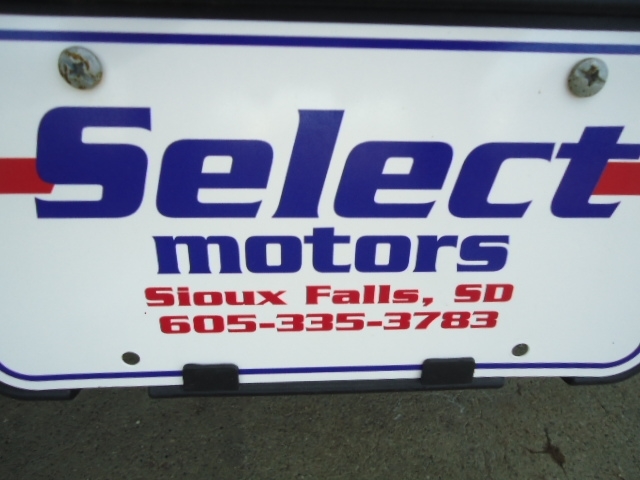 Select
motors
Sioux Falls, SD
605-335-3783